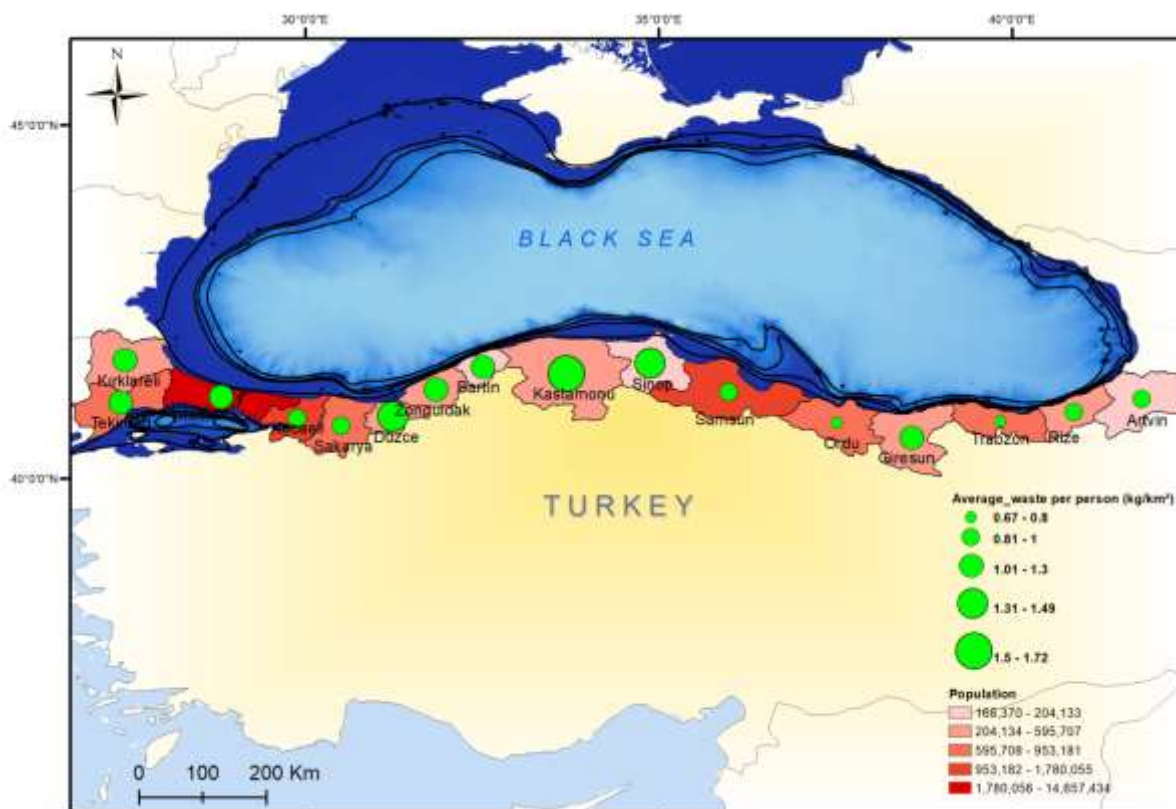 30°0'0"E
35°0'0"E
40°0'0"E
N
45°0'0"N
BLACK SEA
Kırklareli
Bartın
Kastamonu
Sinop
Zonguldak
Samsun
Artvin
Düzce
Sakarya
Ordu
Trabzon
Rize
Giresun
40°0'0"N
TURKEY
Average_waste per person (kg/km²)
0.67 - 0.8
0.81 - 1
1.01 - 1.3
1.31 - 1.49
1.5 - 1.72
Population
166,370 - 204,133
204,134 - 595,707
595,708 - 953,181
953,182 - 1,780,055
1,780,056 - 14,657,434
0 100 200 Km